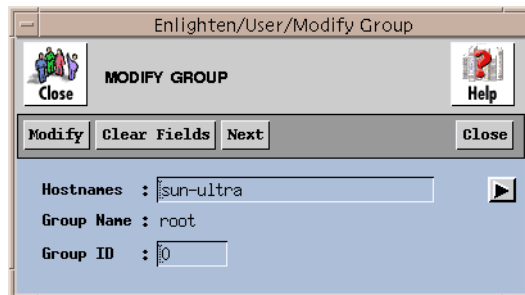 Enlighten/User/Modify Group
Close
MODIFY GROUP
Help
Modify Clear Fields Next Close
Hostnames : sun-ultra
Group Name : root
Group ID : 0